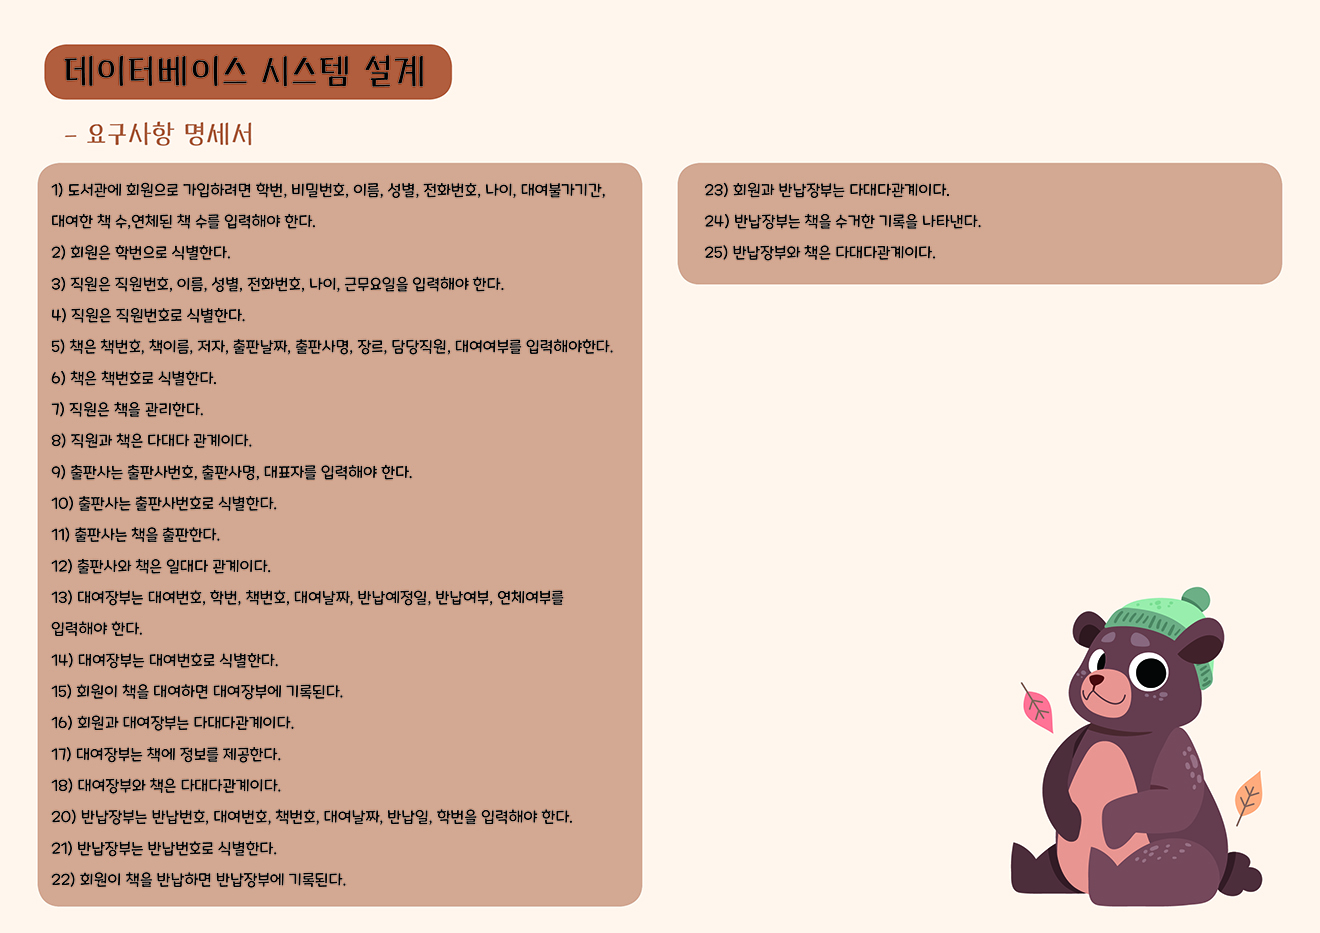 데이터베이스 시스템 설계
- 요구사항 명세서
1) 도서관에 회원으로 가입하려면 학번, 비밀번호, 이름, 성별, 전화번호, 나이, 대여불가기간,
대여한 책 수,연체된 책 수를 입력해야 한다.
2) 회원은 학번으로 식별한다.
3) 직원은 직원번호, 이름, 성별, 전화번호, 나이, 근무요일을 입력해야 한다.
4) 직원은 직원번호로 식별한다.
5) 책은 책번호, 책이름, 저자, 출판날짜, 출판사명, 장르, 담당직원, 대여여부를 입력해야한다.
6) 책은 책번호로 식별한다.
7) 직원은 책을 관리한다.
8) 직원과 책은 다대다 관계이다.
9) 출판사는 출판사번호, 출판사명, 대표자를 입력해야 한다.
10) 출판사는 출판사번호로 식별한다.
11) 출판사는 책을 출판한다.
12) 출판사와 책은 일대다 관계이다.
13) 대여장부는 대여번호, 학번, 책번호, 대여날짜, 반납예정일, 반납여부, 연체여부를
입력해야 한다.
14) 대여장부는 대여번호로 식별한다.
15) 회원이 책을 대여하면 대여장부에 기록된다.
16) 회원과 대여장부는 다대다관계이다.
17) 대여장부는 책에 정보를 제공한다.
18) 대여장부와 책은 다대다관계이다.
20) 반납장부는 반납번호, 대여번호, 책번호, 대여날짜, 반납일, 학번을 입력해야 한다.
21) 반납장부는 반납번호로 식별한다.
22) 회원이 책을 반납하면 반납장부에 기록된다.
23) 회원과 반납장부는 다대다관계이다.
24) 반납장부는 책을 수거한 기록을 나타낸다.
25) 반납장부와 책은 다대다관계이다.